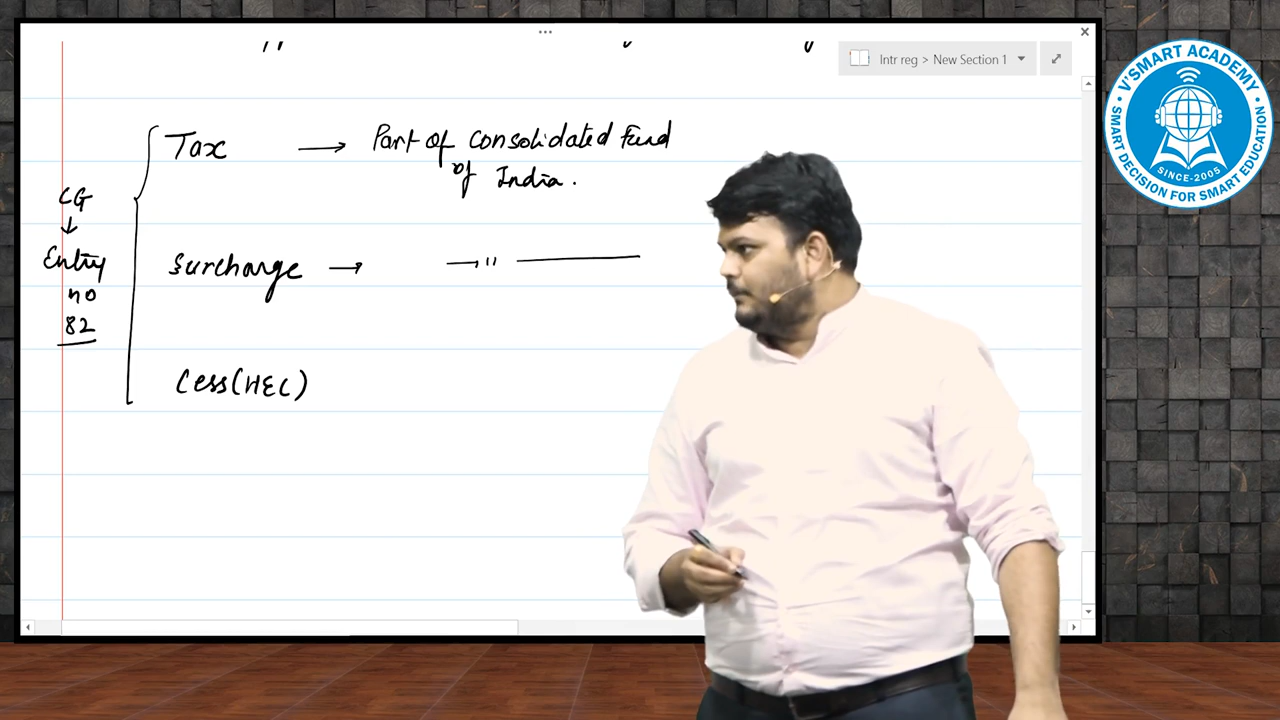 Intr reg > New Section 1
Tax → Part of Consolidated Fund
of India.
CG
↓
Entry
no
82
Surcharge → —→ " ———
Cess (HEC)
V'SMART ACADEMY
SINCE-2005
SMART DECISION FOR SMART EDUCATION